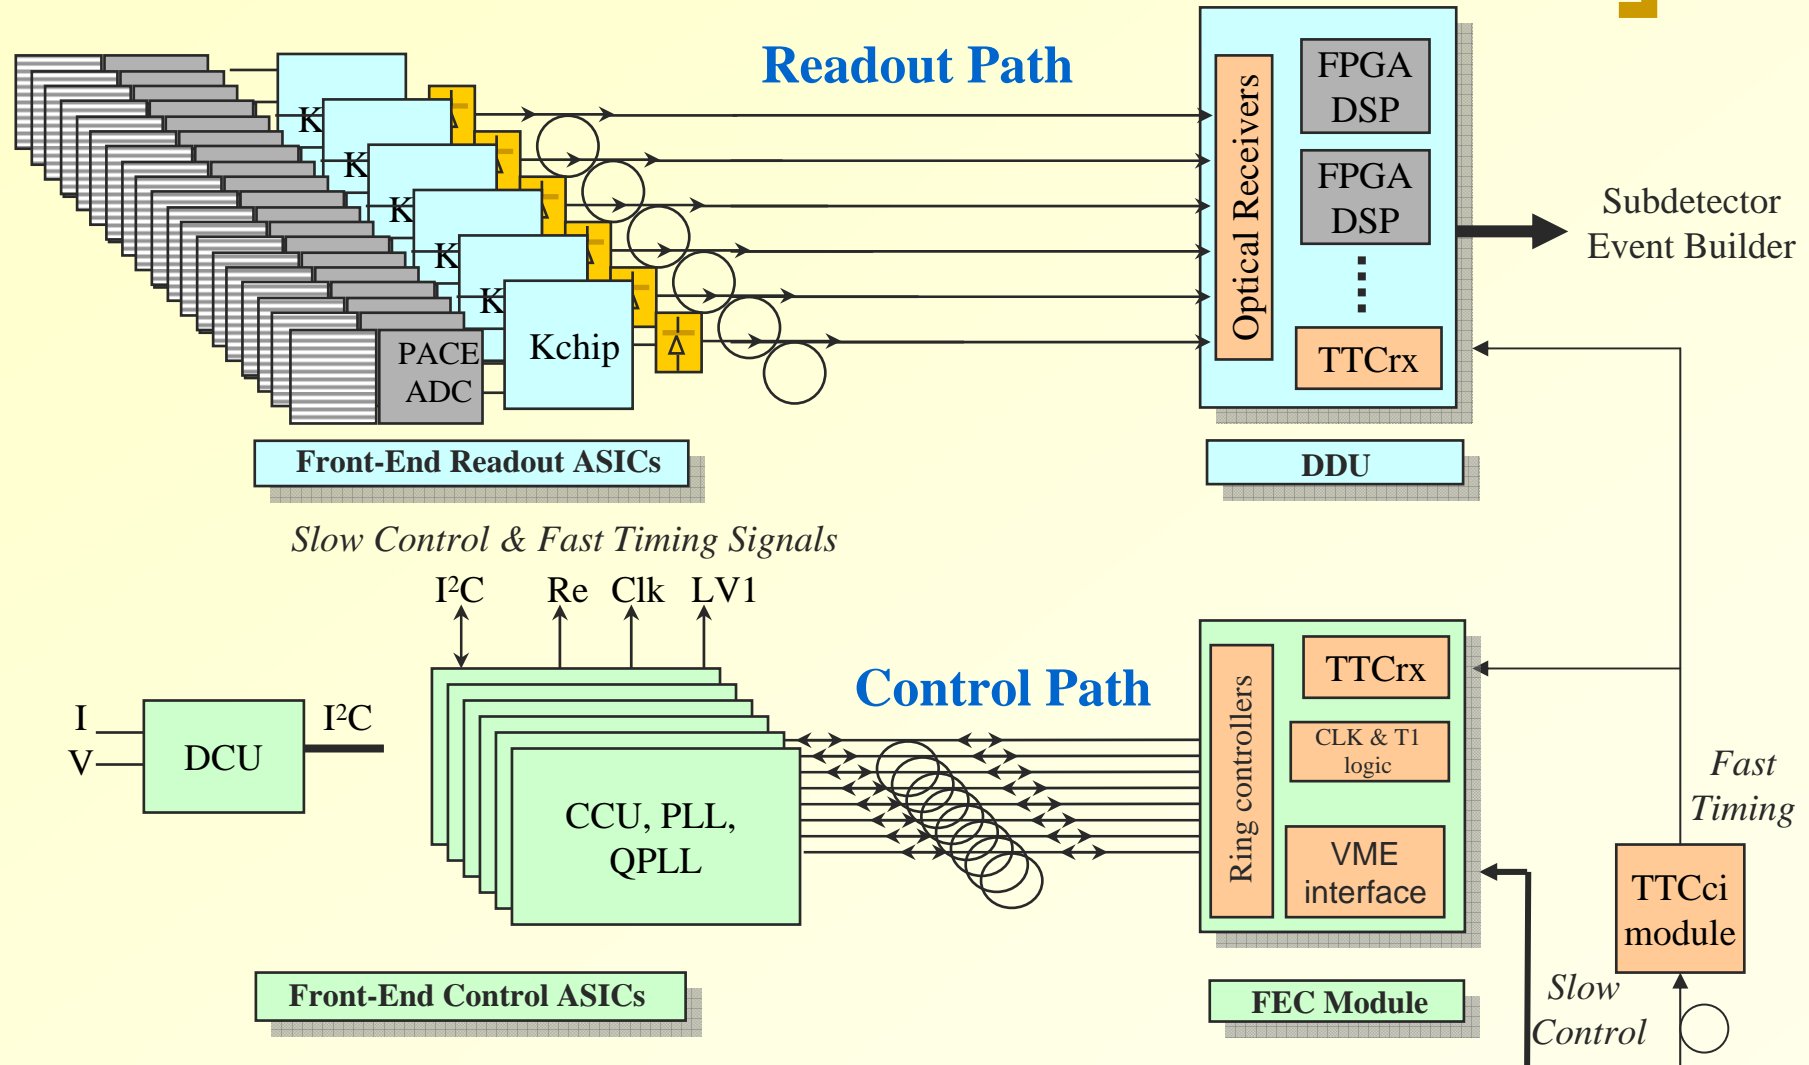 Readout Path
FPGA
DSP
FPGA
DSP
Optical Receivers
TTCrx
Subdetector
Event Builder
K
K
K
K
K
Kchip
PACE
ADC
Front-End Readout ASICs
DDU
Slow Control & Fast Timing Signals
I²C Re Clk LV1
Control Path
I
V
DCU
I²C
CCU, PLL,
QPLL
Ring controllers
TTCrx
CLK & T1
logic
VME
interface
Fast
Timing
TTCci
module
Front-End Control ASICs
FEC Module
Slow
Control